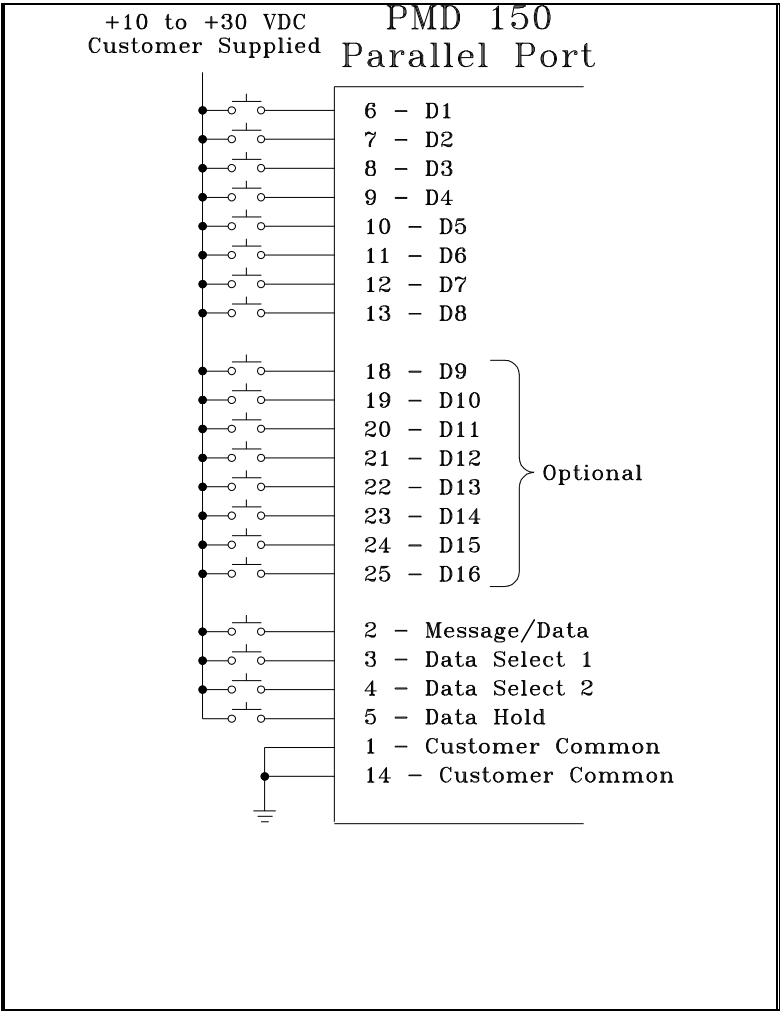 +10 to +30 VDC
Customer Supplied
PMD 150
Parallel Port
6 - D1
7 - D2
8 - D3
9 - D4
10 - D5
11 - D6
12 - D7
13 - D8
18 - D9
19 - D10
20 - D11
21 - D12
22 - D13
23 - D14
24 - D15
25 - D16
Optional
2 - Message/Data
3 - Data Select 1
4 - Data Select 2
5 - Data Hold
1 - Customer Common
14 - Customer Common